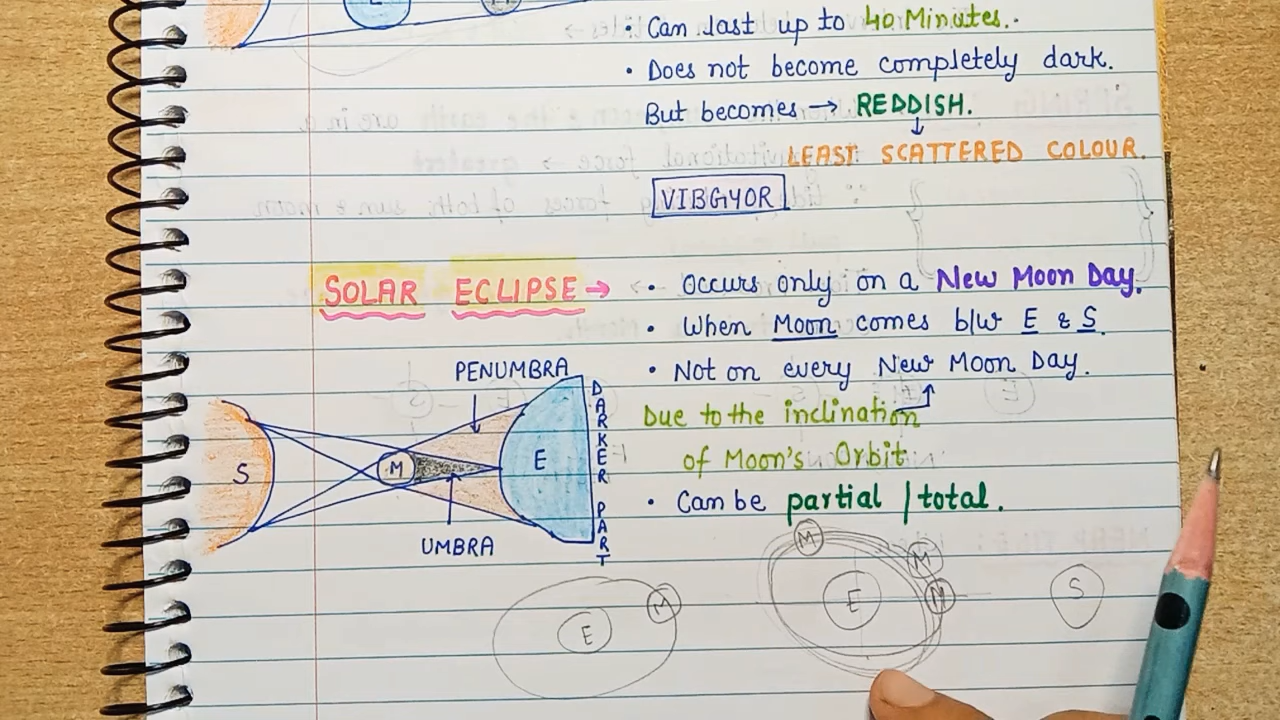 E
• Can last up to 40 Minutes.
• Does not become completely dark.
But becomes → REDDISH.
↓
LEAST SCATTERED COLOUR.
VIBGYOR
SOLAR ECLIPSE → • Occurs only on a New Moon Day.
• When Moon comes b/w E & S.
• Not on every New Moon Day.
Due to the inclination
of Moon's Orbit
• Can be partial / total.
PENUMBRA
S
M
E
UMBRA
DARKER PART
M
E
M
E
M
M
S